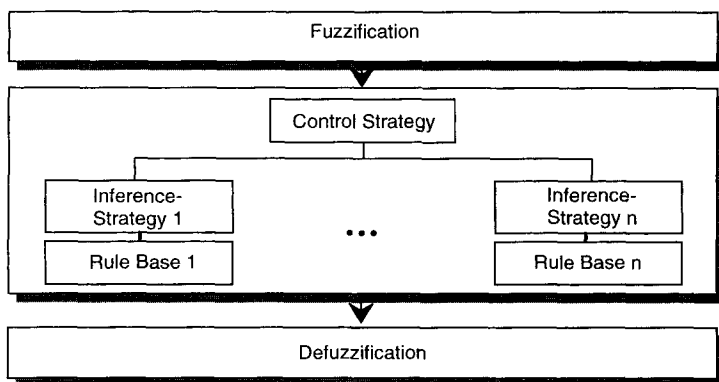 Fuzzification
Control Strategy
Inference-
Strategy 1
Inference-
Strategy n
...
Rule Base 1
Rule Base n
Defuzzification